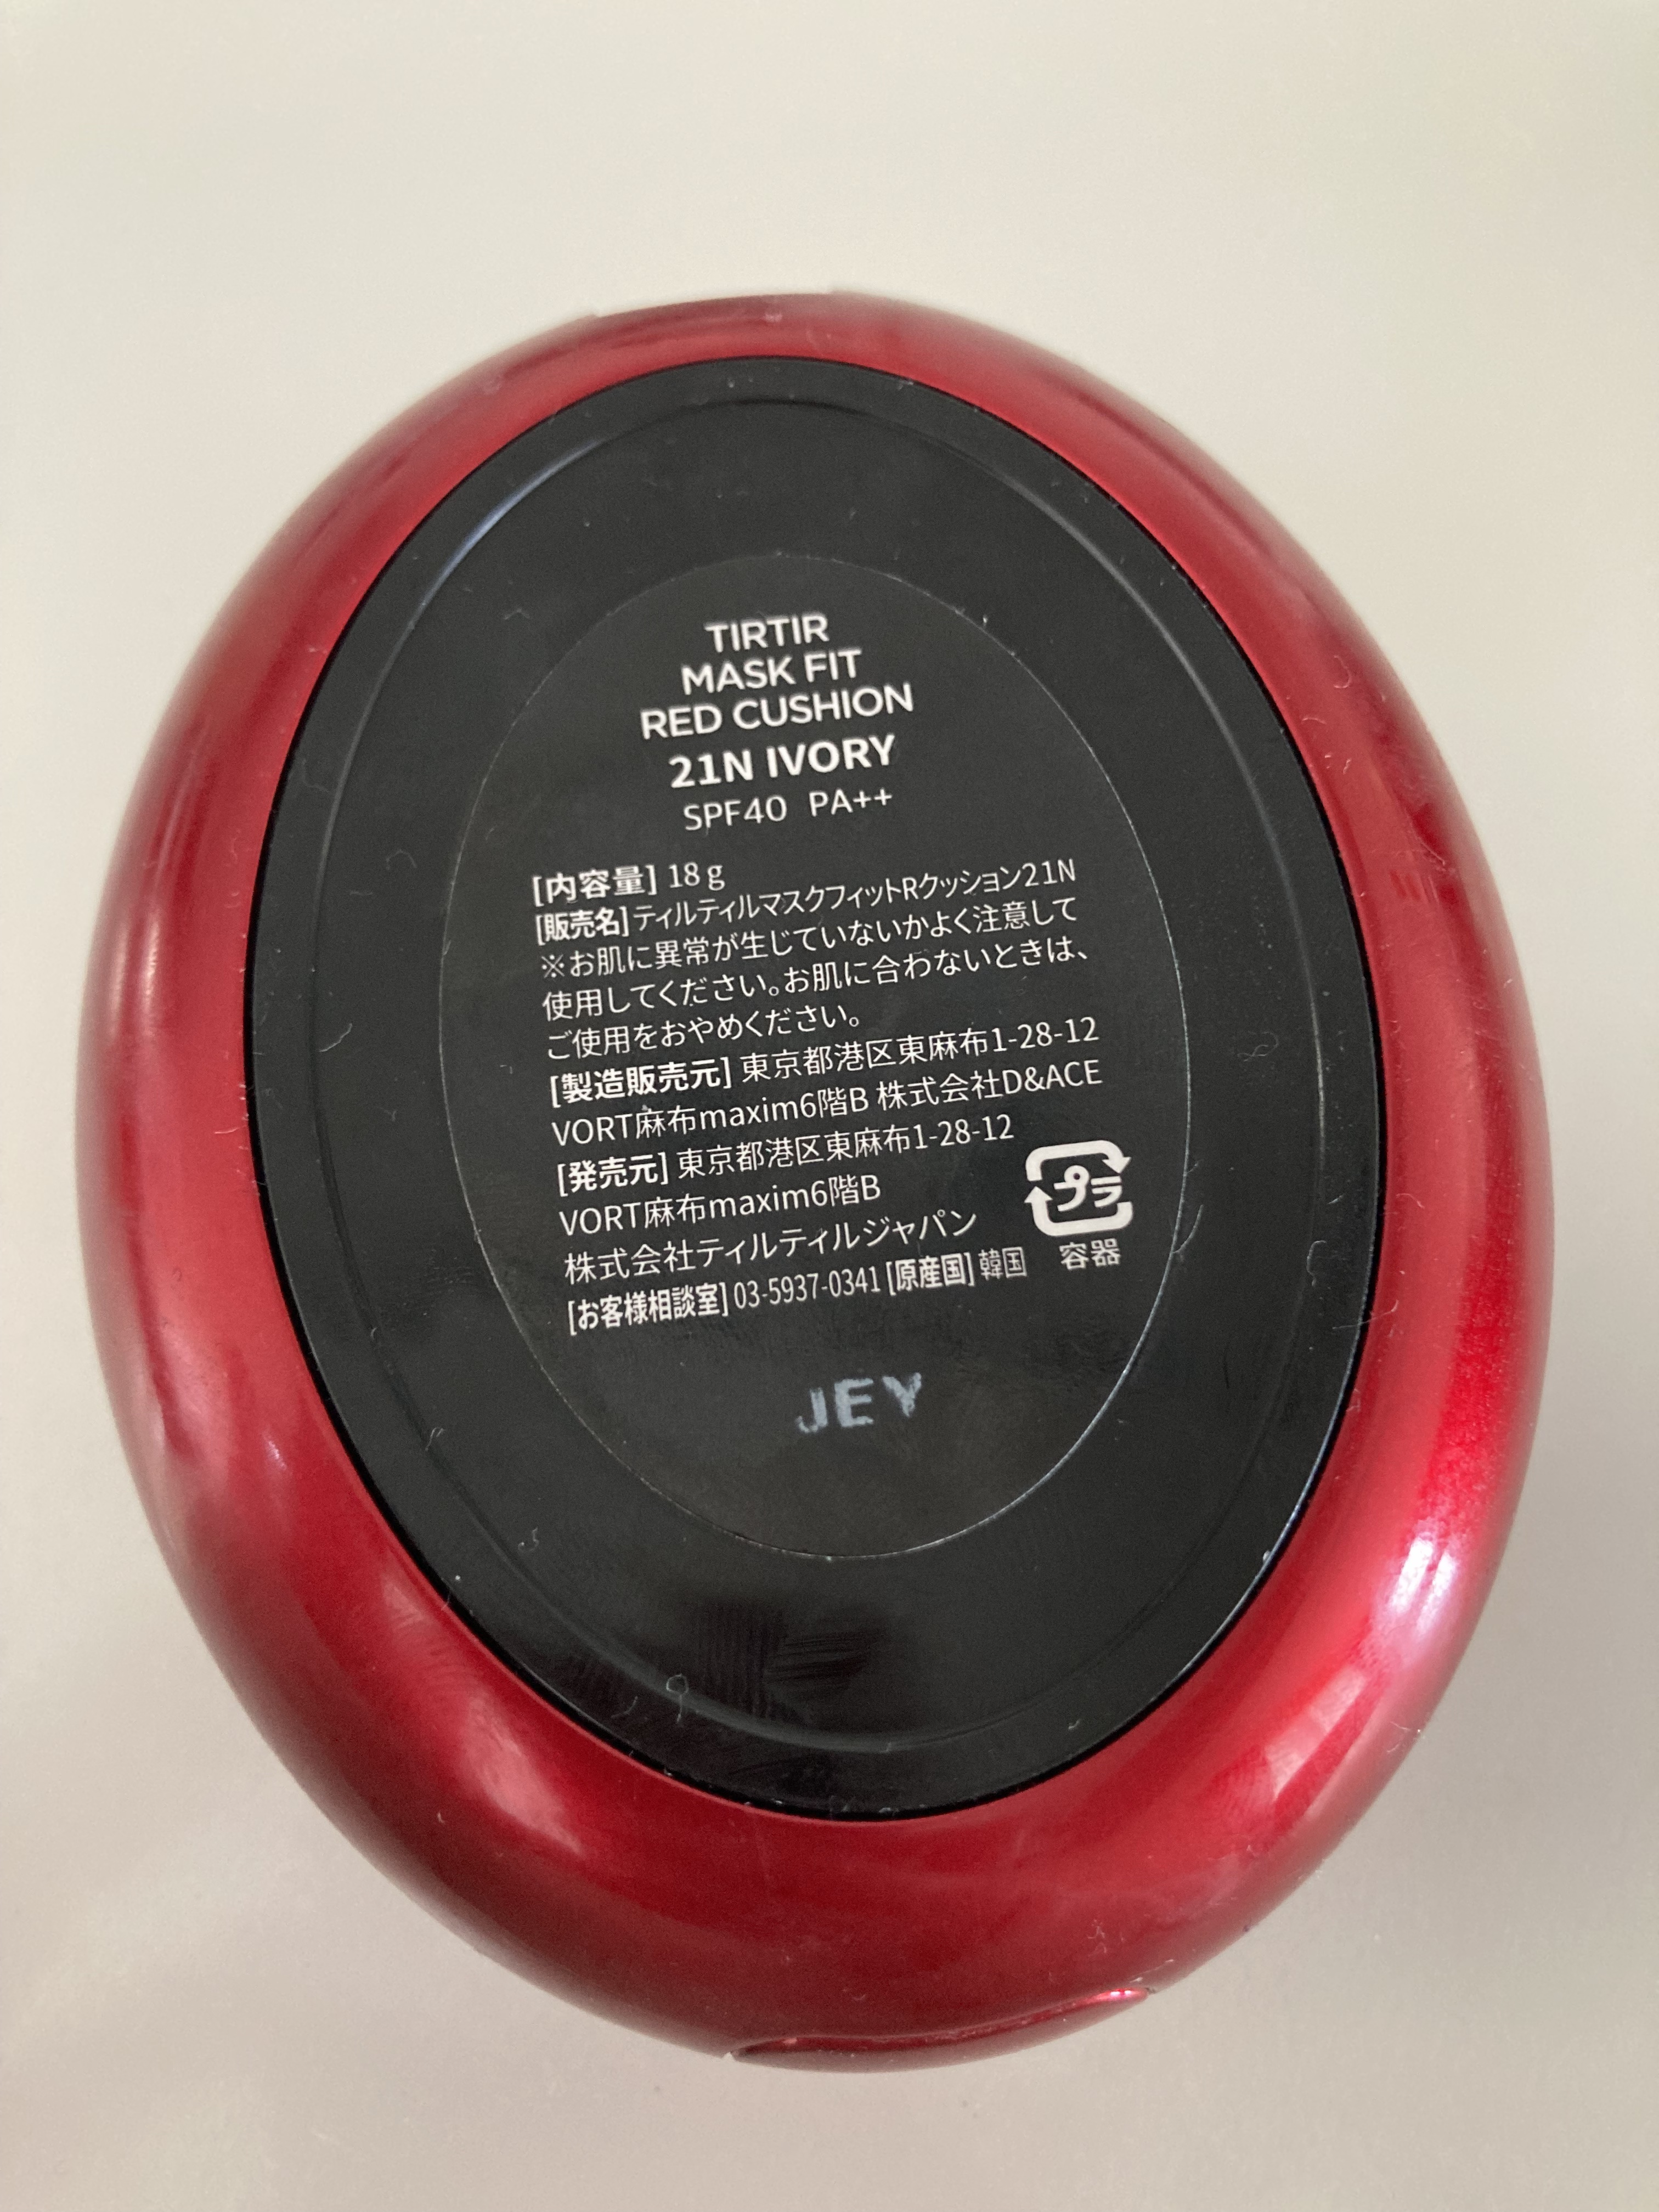 TIRTIR
MASK FIT
RED CUSHION
21N IVORY
SPF40 PA++
[内容量] 18 g
[販売名] ティルティルマスクフィットRクッション21N
※お肌に異常が生じていないかよく注意して
使用してください。お肌に合わないときは、
ご使用をおやめください。
[製造販売元] 東京都港区東麻布1-28-12
VORT麻布maxim6階B 株式会社D&ACE
[発売元] 東京都港区東麻布1-28-12
VORT麻布maxim6階B
株式会社ティルティルジャパン
[お客様相談室] 03-5937-0341 [原産国] 韓国
プラ
容器
JEY